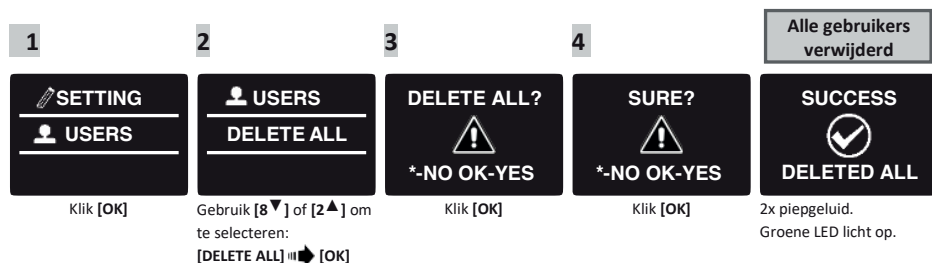 1
SETTING
USERS
Klik [OK]
2
USERS
DELETE ALL
Gebruik [8▼] of [2▲] om
te selecteren:
[DELETE ALL] ➡ [OK]
3
DELETE ALL?
*-NO OK-YES
Klik [OK]
4
SURE?
*-NO OK-YES
Klik [OK]
Alle gebruikers
verwijderd
SUCCESS
DELETED ALL
2x piepgeluid.
Groene LED licht op.